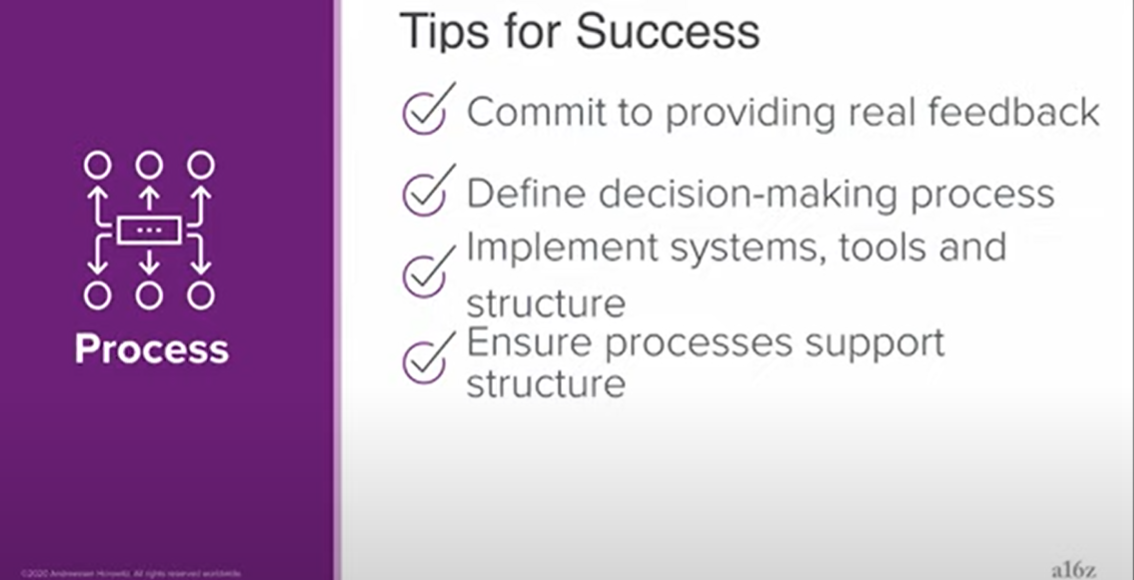 Tips for Success
Commit to providing real feedback
Define decision-making process
Implement systems, tools and
structure
Ensure processes support
structure
Process
©2020 Andreessen Horowitz. All rights reserved worldwide.
a16z